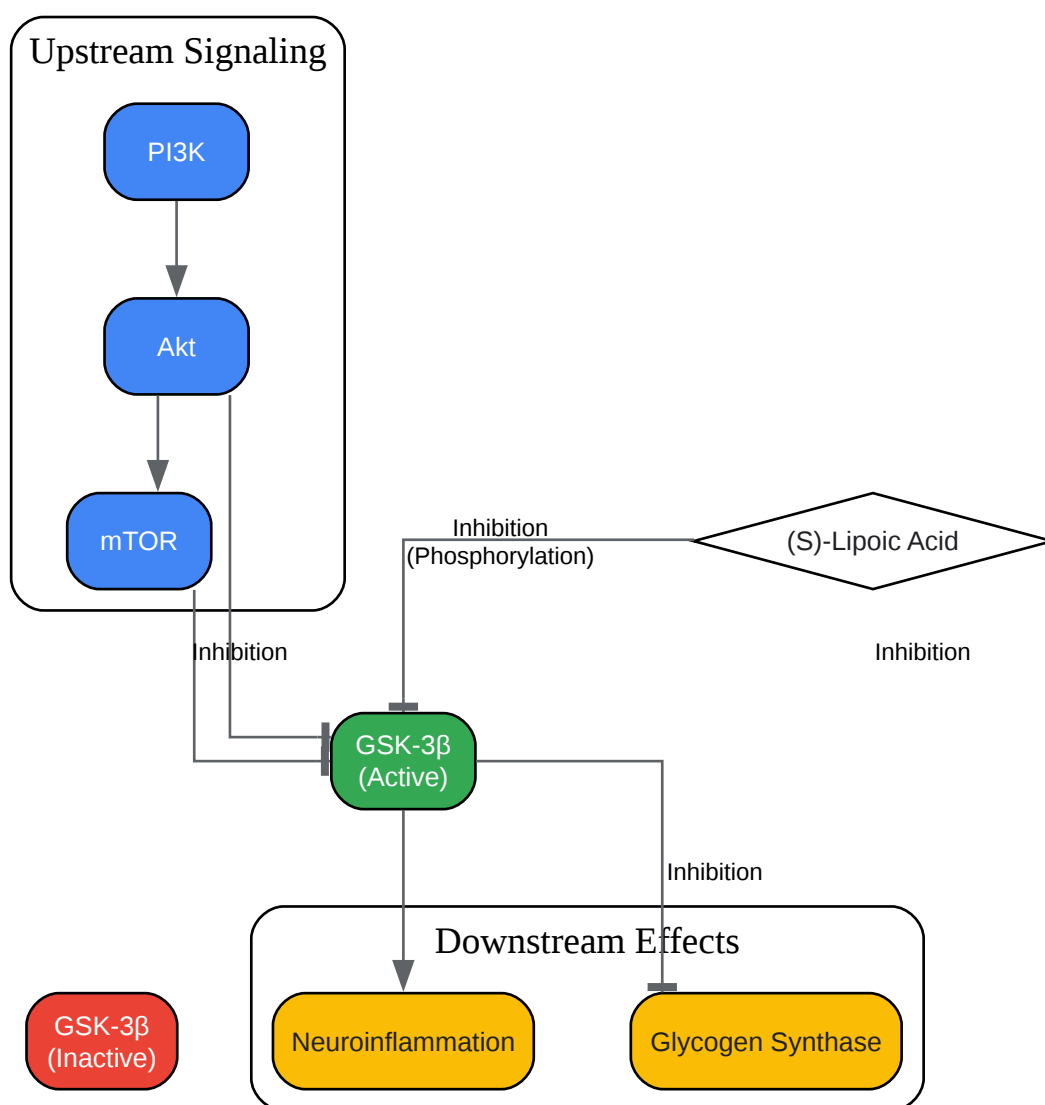 Upstream Signaling
PI3K
Akt
mTOR
Inhibition
(Phosphorylation)
(S)-Lipoic Acid
Inhibition
Inhibition
GSK-3β
(Active)
Inhibition
Downstream Effects
GSK-3β
(Inactive)
Neuroinflammation
Glycogen Synthase